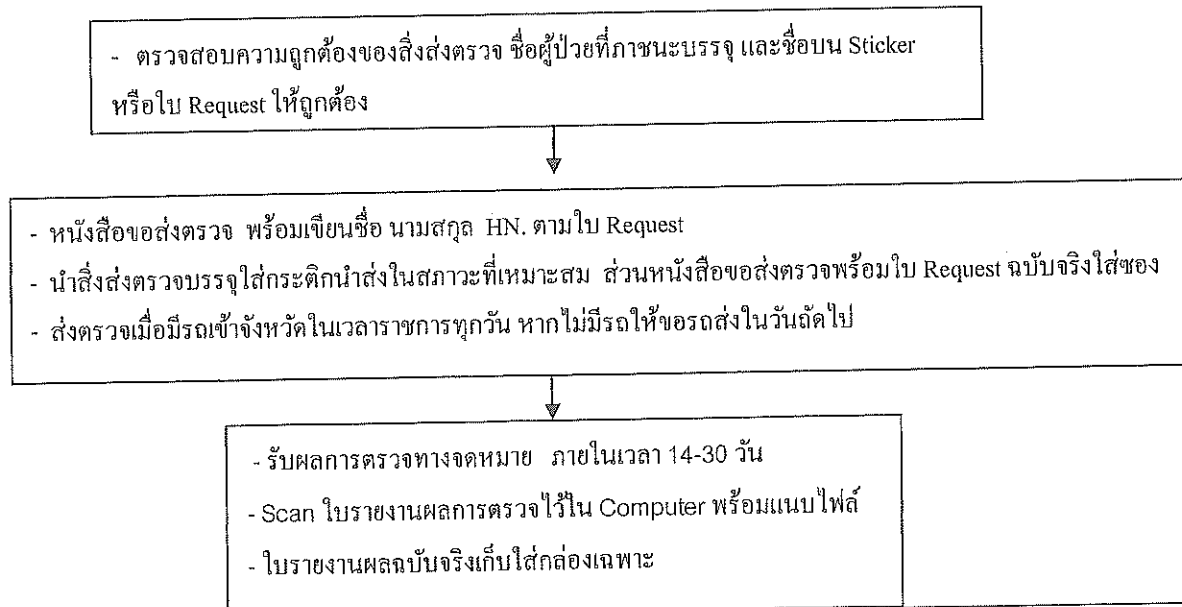 - ตรวจสอบความถูกต้องของสิ่งส่งตรวจ ชื่อผู้ป่วยที่ภาชนะบรรจุ และชื่อบน Sticker
หรือใบ Request ให้ถูกต้อง
- หนังสือขอส่งตรวจ พร้อมเขียนชื่อ นามสกุล HN. ตามใบ Request
- นำสิ่งส่งตรวจบรรจุใส่กระติกนำส่งในสภาวะที่เหมาะสม ส่วนหนังสือขอส่งตรวจพร้อมใบ Request ฉบับจริงใส่ซอง
- ส่งตรวจเมื่อมีรถเข้าจังหวัดในเวลาราชการทุกวัน หากไม่มีรถให้ขอรถส่งในวันถัดไป
- รับผลการตรวจทางจดหมาย ภายในเวลา 14-30 วัน
- Scan ใบรายงานผลการตรวจไว้ใน Computer พร้อมแนบไฟล์
- ใบรายงานผลฉบับจริงเก็บใส่กล่องเฉพาะ